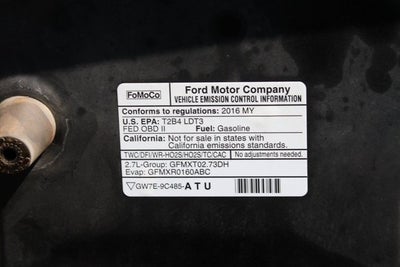 FoMoCo
Ford Motor Company
VEHICLE EMISSION CONTROL INFORMATION
Conforms to regulations: 2016 MY
U.S. EPA: T2B4 LDT3
FED OBD II Fuel: Gasoline
California: Not for sale in states with
California emissions standards.
TWC/DFI/WR-HO2S/HO2S/TC/CAC No adjustments needed.
2.7L-Group: GFMXT02.73DH
Evap: GFMXR0160ABC
GW7E-9C485-ATU